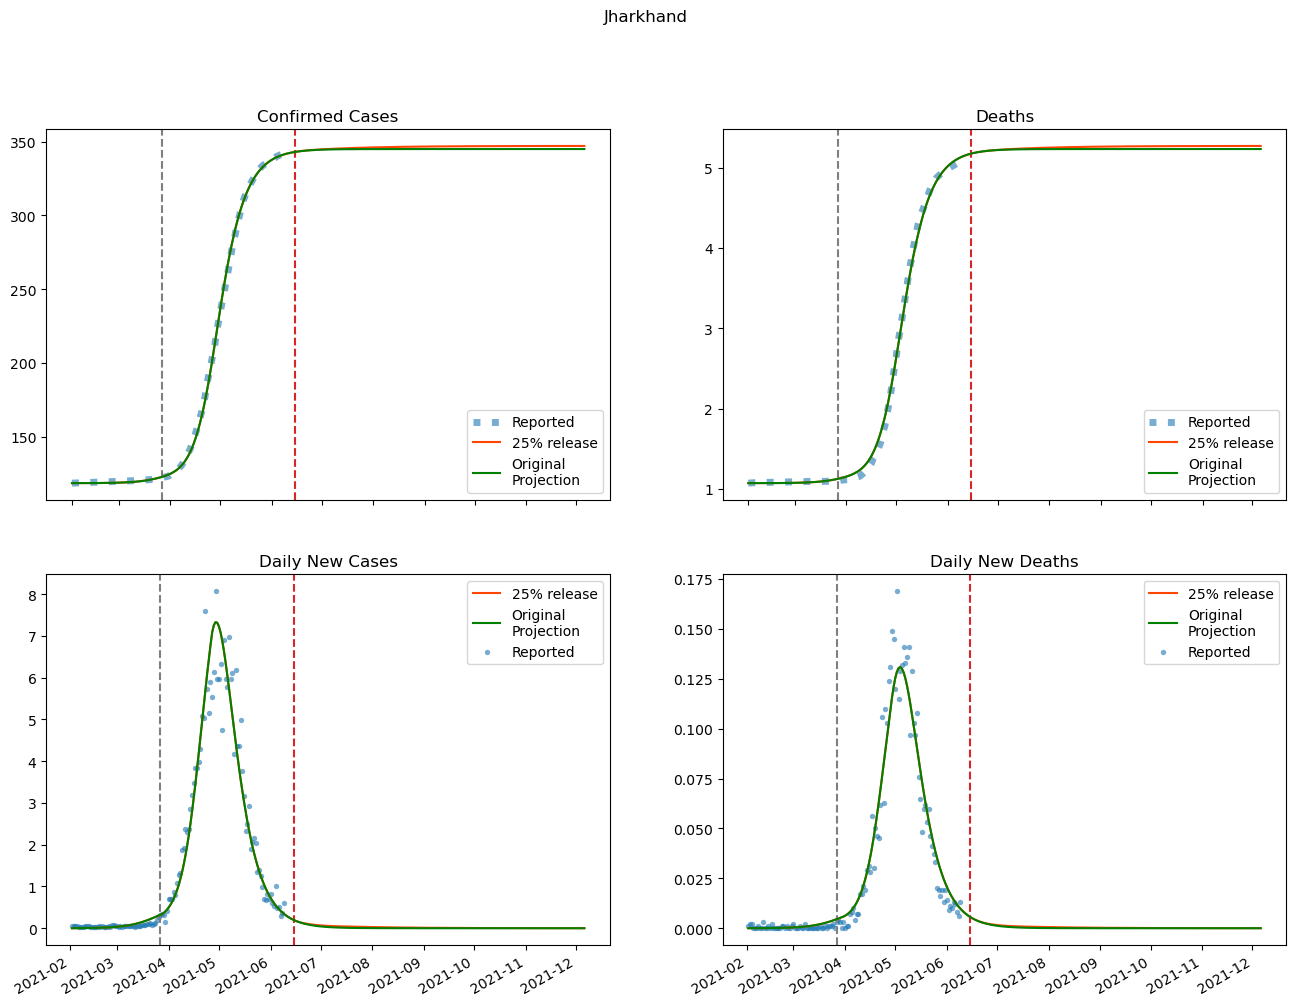 Jharkhand
Confirmed Cases
350
300
250
200
150
Reported
25% release
Original
Projection
Deaths
5
4
3
2
1
Reported
25% release
Original
Projection
Daily New Cases
8
7
6
5
4
3
2
1
0
25% release
Original
Projection
Reported
2021-02
2021-03
2021-04
2021-05
2021-06
2021-07
2021-08
2021-09
2021-10
2021-11
2021-12
Daily New Deaths
0.175
0.150
0.125
0.100
0.075
0.050
0.025
0.000
25% release
Original
Projection
Reported
2021-02
2021-03
2021-04
2021-05
2021-06
2021-07
2021-08
2021-09
2021-10
2021-11
2021-12